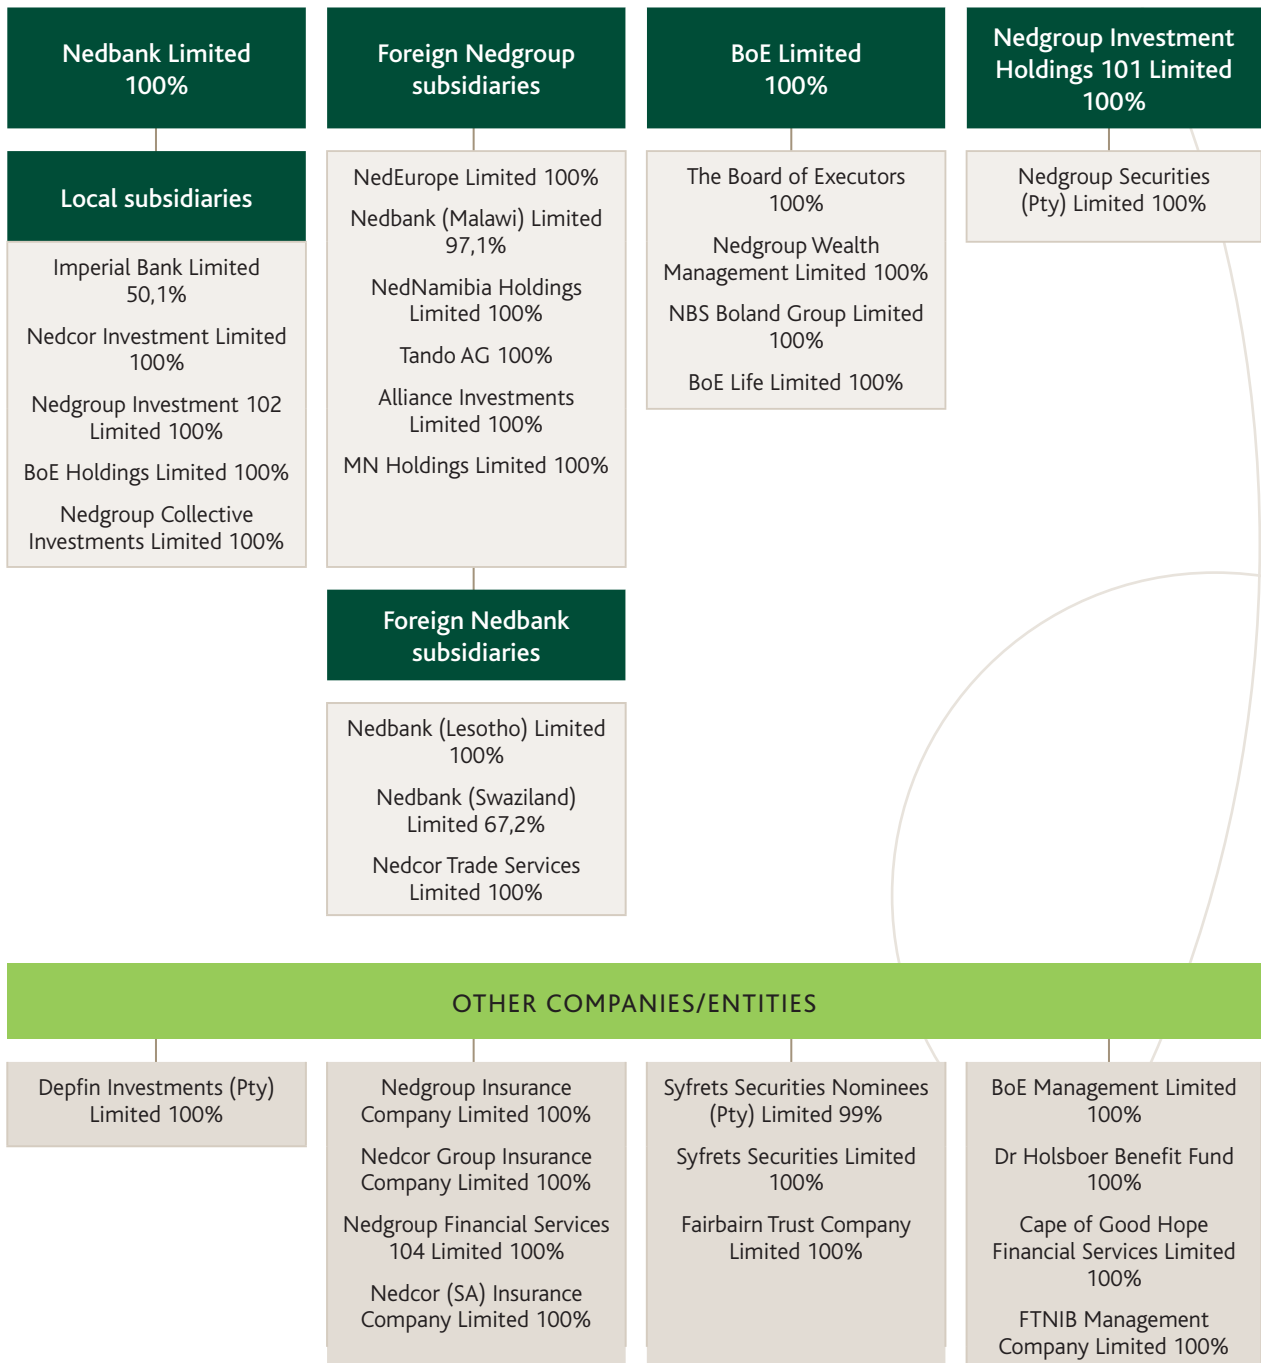 Nedbank Limited
100%
Local subsidiaries
Imperial Bank Limited
50,1%
Nedcor Investment Limited
100%
Nedgroup Investment 102
Limited 100%
BoE Holdings Limited 100%
Nedgroup Collective
Investments Limited 100%
Foreign Nedgroup
subsidiaries
NedEurope Limited 100%
Nedbank (Malawi) Limited
97,1%
NedNamibia Holdings
Limited 100%
Tando AG 100%
Alliance Investments
Limited 100%
MN Holdings Limited 100%
Foreign Nedbank
subsidiaries
Nedbank (Lesotho) Limited
100%
Nedbank (Swaziland)
Limited 67,2%
Nedcor Trade Services
Limited 100%
BoE Limited
100%
The Board of Executors
100%
Nedgroup Wealth
Management Limited 100%
NBS Boland Group Limited
100%
BoE Life Limited 100%
Nedgroup Investment
Holdings 101 Limited
100%
Nedgroup Securities
(Pty) Limited 100%
OTHER COMPANIES/ENTITIES
Depfin Investments (Pty)
Limited 100%
Nedgroup Insurance
Company Limited 100%
Nedcor Group Insurance
Company Limited 100%
Nedgroup Financial Services
104 Limited 100%
Nedcor (SA) Insurance
Company Limited 100%
Syfrets Securities Nominees
(Pty) Limited 99%
Syfrets Securities Limited
100%
Fairbairn Trust Company
Limited 100%
BoE Management Limited
100%
Dr Holsboer Benefit Fund
100%
Cape of Good Hope
Financial Services Limited
100%
FTNIB Management
Company Limited 100%